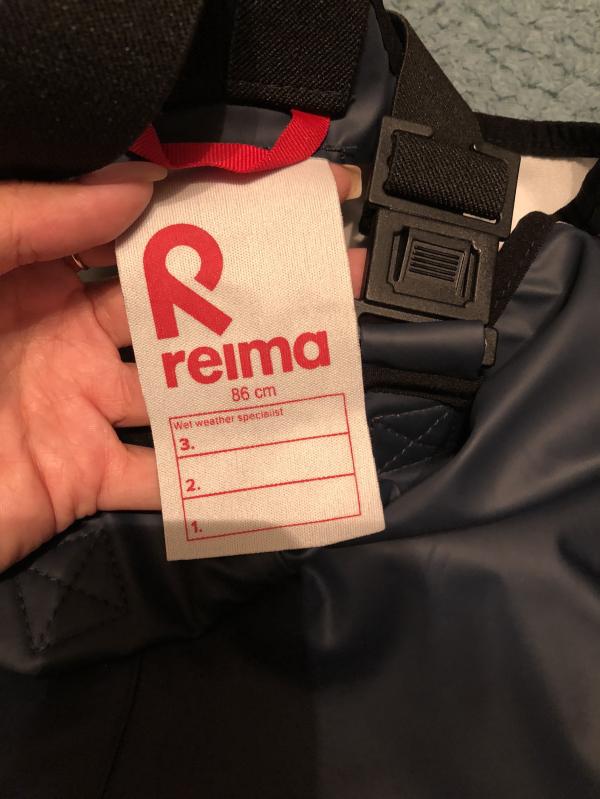 reima
86 cm
Wet weather specialist
3.
2.
1.